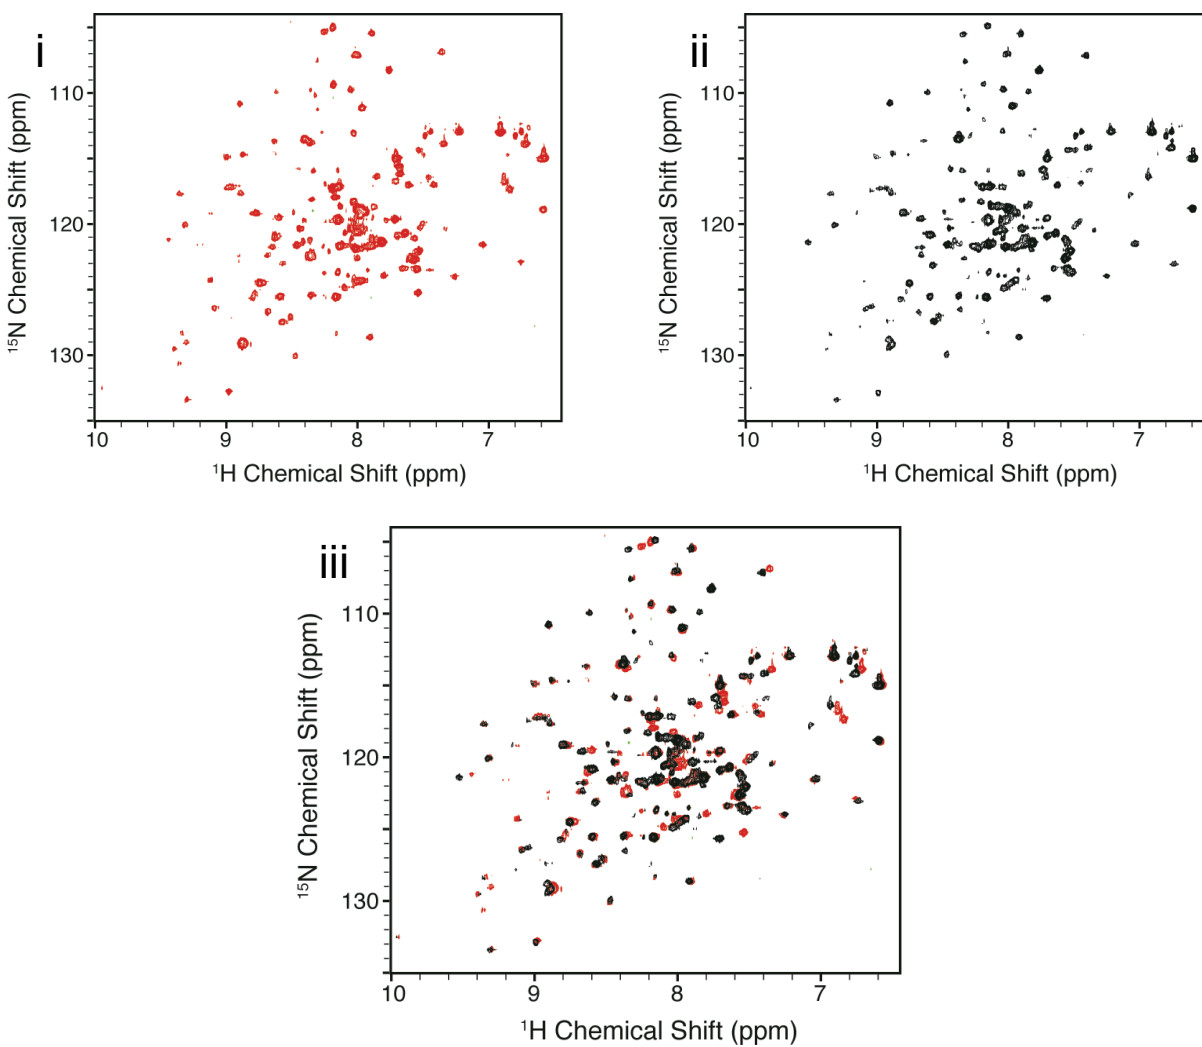 i
110
120
130
10
9
8
7
¹⁵N Chemical Shift (ppm)
¹H Chemical Shift (ppm)
ii
110
120
130
10
9
8
7
¹⁵N Chemical Shift (ppm)
¹H Chemical Shift (ppm)
iii
110
120
130
10
9
8
7
¹⁵N Chemical Shift (ppm)
¹H Chemical Shift (ppm)